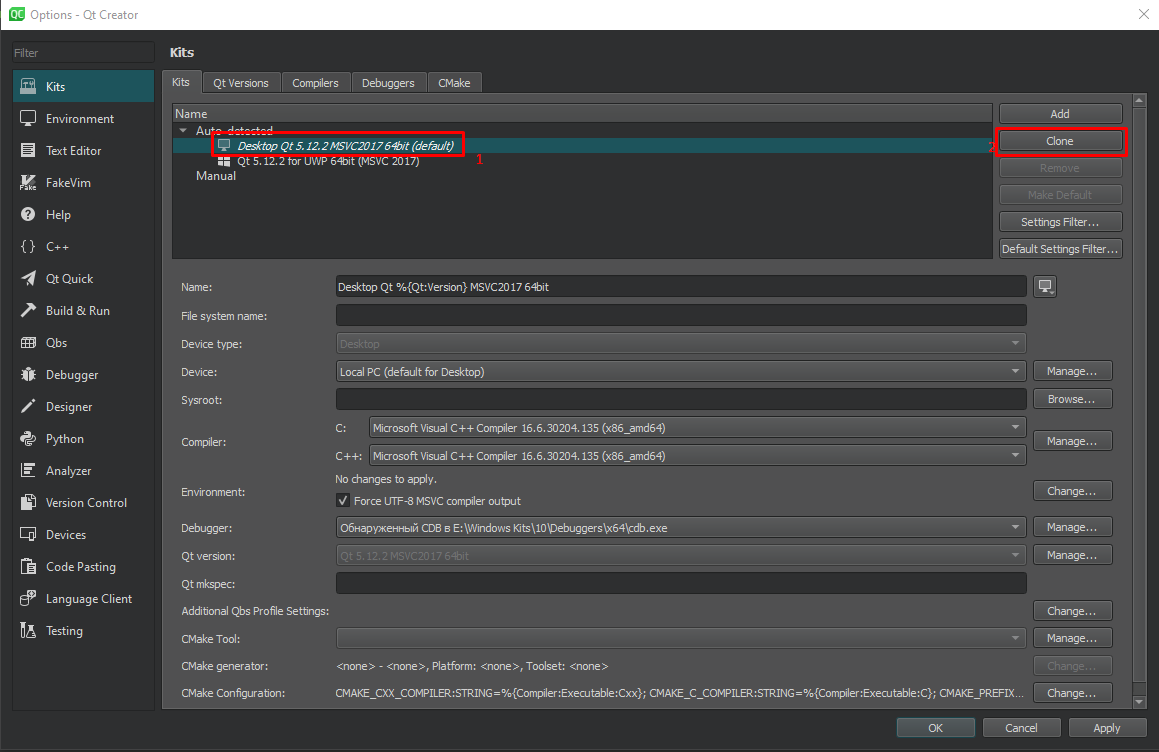 Options - Qt Creator
Filter
Kits
Environment
Text Editor
FakeVim
Help
C++
Qt Quick
Build & Run
Qbs
Debugger
Designer
Python
Analyzer
Version Control
Devices
Code Pasting
Language Client
Testing
Kits
Kits Qt Versions Compilers Debuggers CMake
Name
Auto-detected
Desktop Qt 5.12.2 MSVC2017 64bit (default)
1
Qt 5.12.2 for UWP 64bit (MSVC 2017)
Manual
Add
2 Clone
Remove
Make Default
Settings Filter...
Default Settings Filter...
Name: Desktop Qt %{Qt:Version} MSVC2017 64bit
File system name:
Device type: Desktop
Device: Local PC (default for Desktop) Manage...
Sysroot: Browse...
Compiler: C: Microsoft Visual C++ Compiler 16.6.30204.135 (x86_amd64)
C++: Microsoft Visual C++ Compiler 16.6.30204.135 (x86_amd64) Manage...
Environment: No changes to apply. Change...
Force UTF-8 MSVC compiler output
Debugger: Обнаруженный CDB в E:\Windows Kits\10\Debuggers\x64\cdb.exe Manage...
Qt version: Qt 5.12.2 MSVC2017 64bit Manage...
Qt mkspec:
Additional Qbs Profile Settings: Change...
CMake Tool: Manage...
CMake generator: <none> - <none>, Platform: <none>, Toolset: <none> Change...
CMake Configuration: CMAKE_CXX_COMPILER:STRING=%{Compiler:Executable:Cxx}; CMAKE_C_COMPILER:STRING=%{Compiler:Executable:C}; CMAKE_PREFIX... Change...
OK Cancel Apply